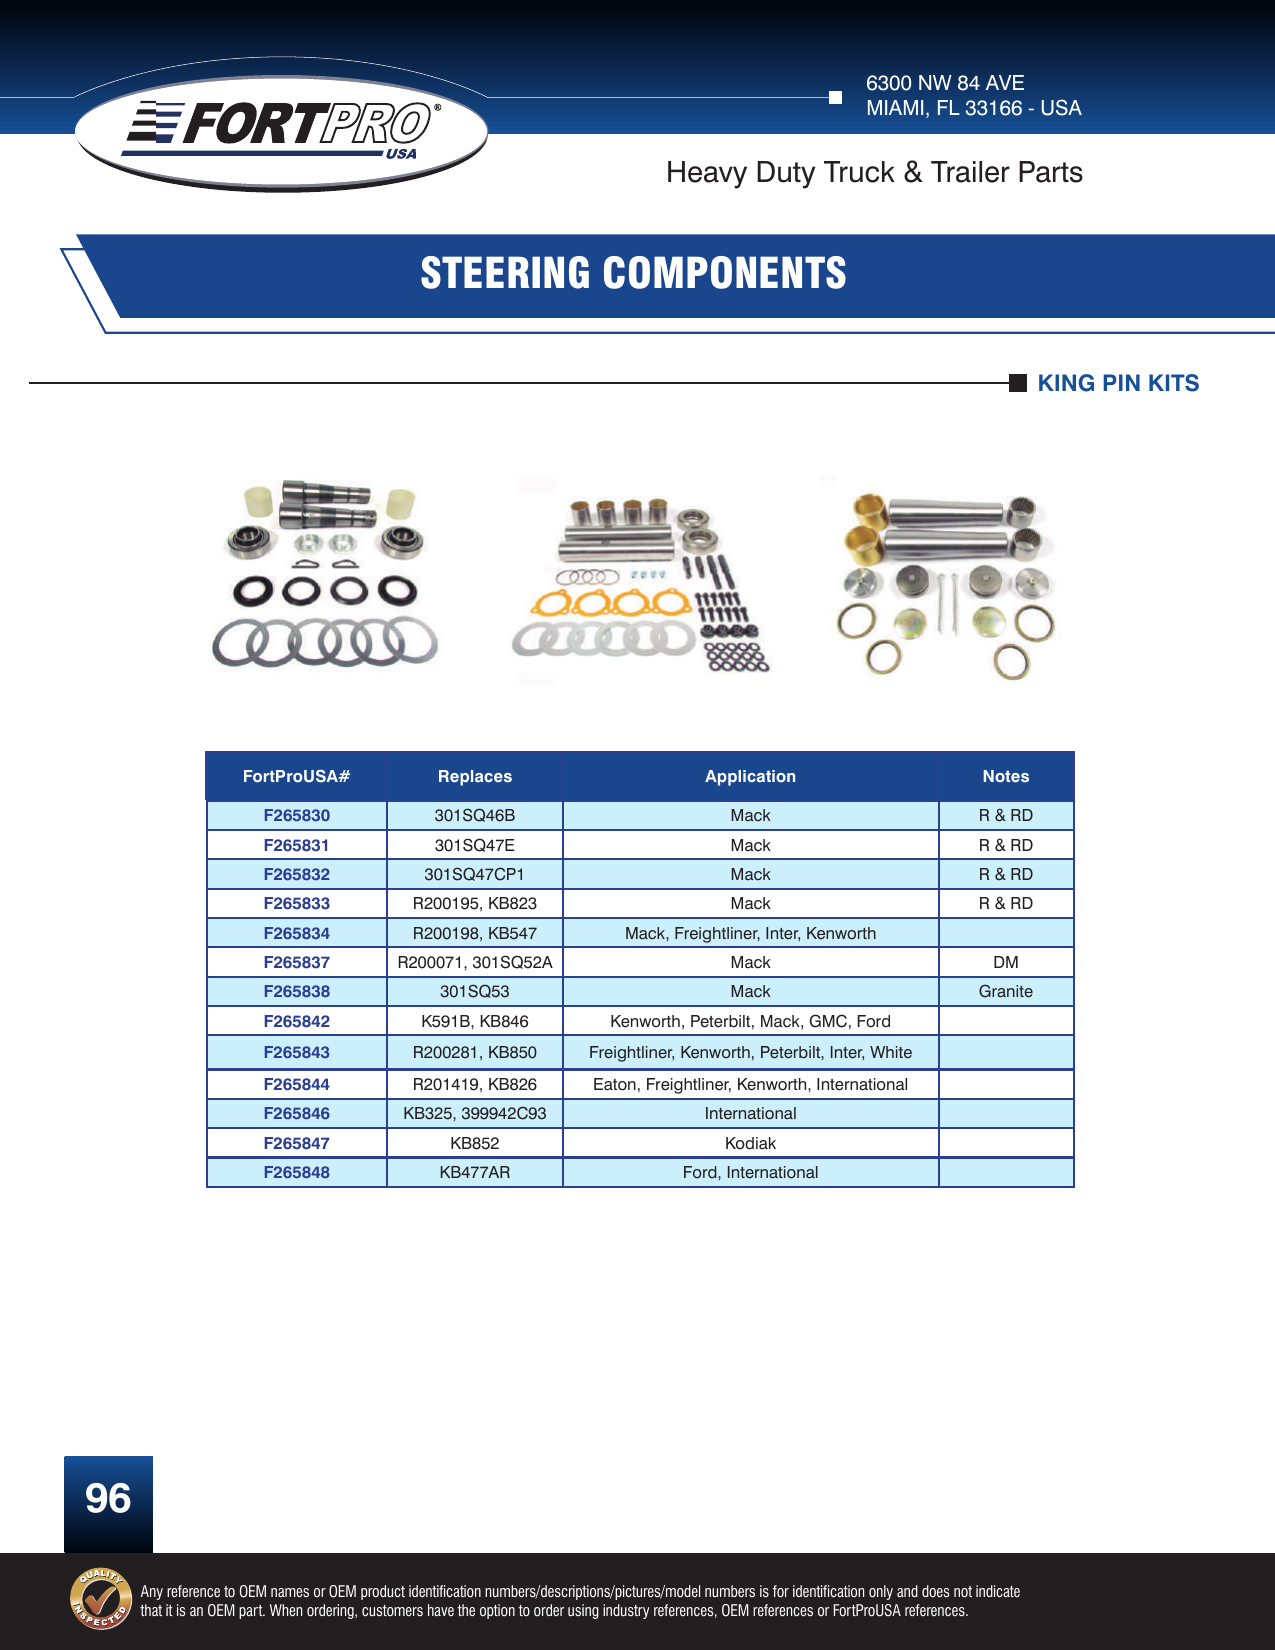 FORTPRO®
USA
6300 NW 84 AVE
MIAMI, FL 33166 - USA
Heavy Duty Truck & Trailer Parts
STEERING COMPONENTS
KING PIN KITS
FortProUSA# Replaces Application Notes
F265830 301SQ46B Mack R & RD
F265831 301SQ47E Mack R & RD
F265832 301SQ47CP1 Mack R & RD
F265833 R200195, KB823 Mack R & RD
F265834 R200198, KB547 Mack, Freightliner, Inter, Kenworth
F265837 R200071, 301SQ52A Mack DM
F265838 301SQ53 Mack Granite
F265842 K591B, KB846 Kenworth, Peterbilt, Mack, GMC, Ford
F265843 R200281, KB850 Freightliner, Kenworth, Peterbilt, Inter, White
F265844 R201419, KB826 Eaton, Freightliner, Kenworth, International
F265846 KB325, 399942C93 International
F265847 KB852 Kodiak
F265848 KB477AR Ford, International
96
QUALITY
INSPECTED
Any reference to OEM names or OEM product identification numbers/descriptions/pictures/model numbers is for identification only and does not indicate
that it is an OEM part. When ordering, customers have the option to order using industry references, OEM references or FortProUSA references.